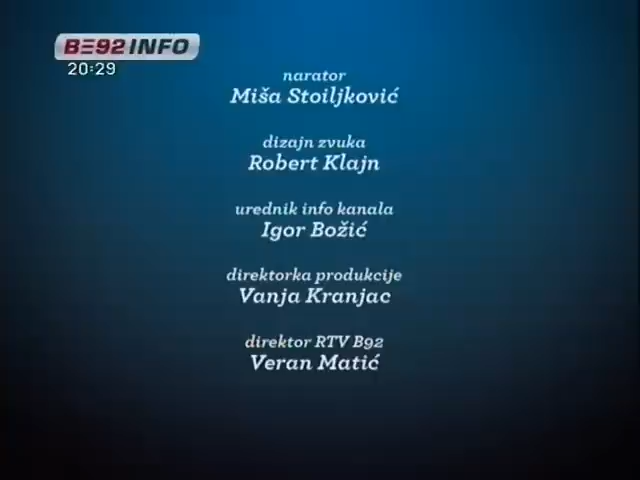 B92 INFO
20:29
narator
Miša Stoiljković
dizajn zvuka
Robert Klajn
urednik info kanala
Igor Božić
direktorka produkcije
Vanja Kranjac
direktor RTV B92
Veran Matić